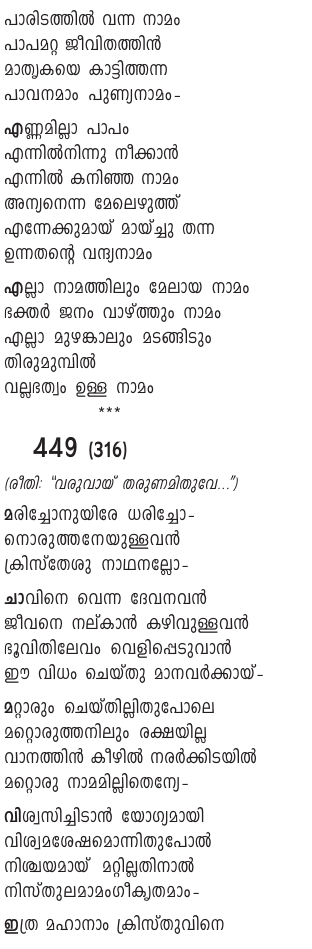 പാരിടത്തിൽ വന്ന നാമം
പാപമറ്റ ജീവിതത്തിൻ
മാതൃകയെ കാട്ടിത്തന്ന
പാവനമാം പുണ്യനാമം-
എണ്ണമില്ലാ പാപം
എന്നിൽനിന്നു നീക്കാൻ
എന്നിൽ കനിഞ്ഞ നാമം
അന്യനെന്ന മേലെഴുത്ത്
എന്നേക്കുമായ് മായ്ച്ചു തന്ന
ഉന്നതന്റെ വന്ദ്യനാമം
എല്ലാ നാമത്തിലും മേലായ നാമം
ഭക്തർ ജനം വാഴ്ത്തും നാമം
എല്ലാ മുഴങ്കാലും മടങ്ങിടും
തിരുമുമ്പിൽ
വല്ലഭത്വം ഉള്ള നാമം
***
449 (316)
(രീതി: "വരുവായ് തരുണമിതുവേ...")
മരിച്ചോനുയിരേ ധരിച്ചോ-
നൊരുത്തനേയുള്ളവൻ
ക്രിസ്തേശു നാഥനല്ലോ-
ചാവിനെ വെന്ന ദേവനവൻ
ജീവനെ നല്കാൻ കഴിവുള്ളവൻ
ഭൂവിതിലേവം വെളിപ്പെടുവാൻ
ഈ വിധം ചെയ്തു മാനവർക്കായ്-
മറ്റാരും ചെയ്തില്ലിതുപോലെ
മറ്റൊരുത്തനിലും രക്ഷയില്ല
വാനത്തിൻ കീഴിൽ നരർക്കിടയിൽ
മറ്റൊരു നാമമില്ലിതെന്യേ-
വിശ്വസിച്ചിടാൻ യോഗ്യമായി
വിശ്വമശേഷമൊന്നിതുപോൽ
നിശ്ചയമായ് മറ്റില്ലതിനാൽ
നിസ്തുലമാമംഗീകൃതമാം-
ഇത്ര മഹാനാം ക്രിസ്തുവിനെ